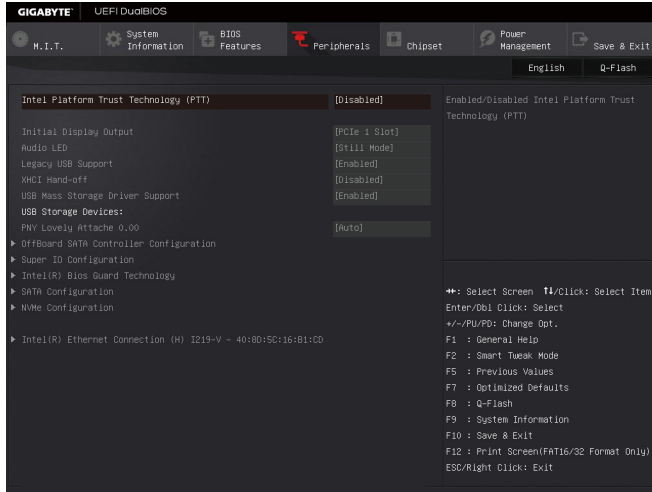 GIGABYTE™ UEFI DualBIOS
M.I.T. System Information BIOS Features Peripherals Chipset Power Management Save & Exit
English Q-Flash
Intel Platform Trust Technology (PTT) [Disabled]
Enabled/Disabled Intel Platform Trust
Technology (PTT)
Initial Display Output [PCIe 1 Slot]
Audio LED [Still Mode]
Legacy USB Support [Enabled]
XHCI Hand-off [Disabled]
USB Mass Storage Driver Support [Enabled]
USB Storage Devices:
PNY Lovely Attache 0.00 [Auto]
OffBoard SATA Controller Configuration
Super IO Configuration
Intel(R) Bios Guard Technology
SATA Configuration
NVMe Configuration
Intel(R) Ethernet Connection (H) I219-V - 40:8D:5C:16:B1:CD
→←: Select Screen ↑↓/Click: Select Item
Enter/Dbl Click: Select
+/-/PU/PD: Change Opt.
F1 : General Help
F2 : Smart Tweak Mode
F5 : Previous Values
F7 : Optimized Defaults
F8 : Q-Flash
F9 : System Information
F10 : Save & Exit
F12 : Print Screen(FAT16/32 Format Only)
ESC/Right Click: Exit